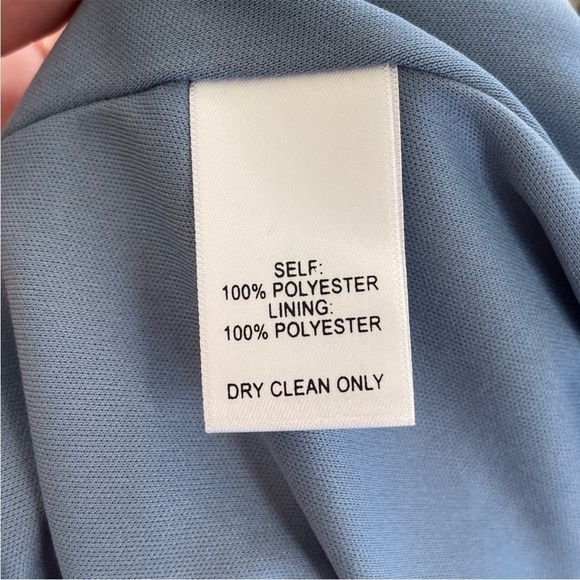 SELF:
100% POLYESTER
LINING:
100% POLYESTER
DRY CLEAN ONLY